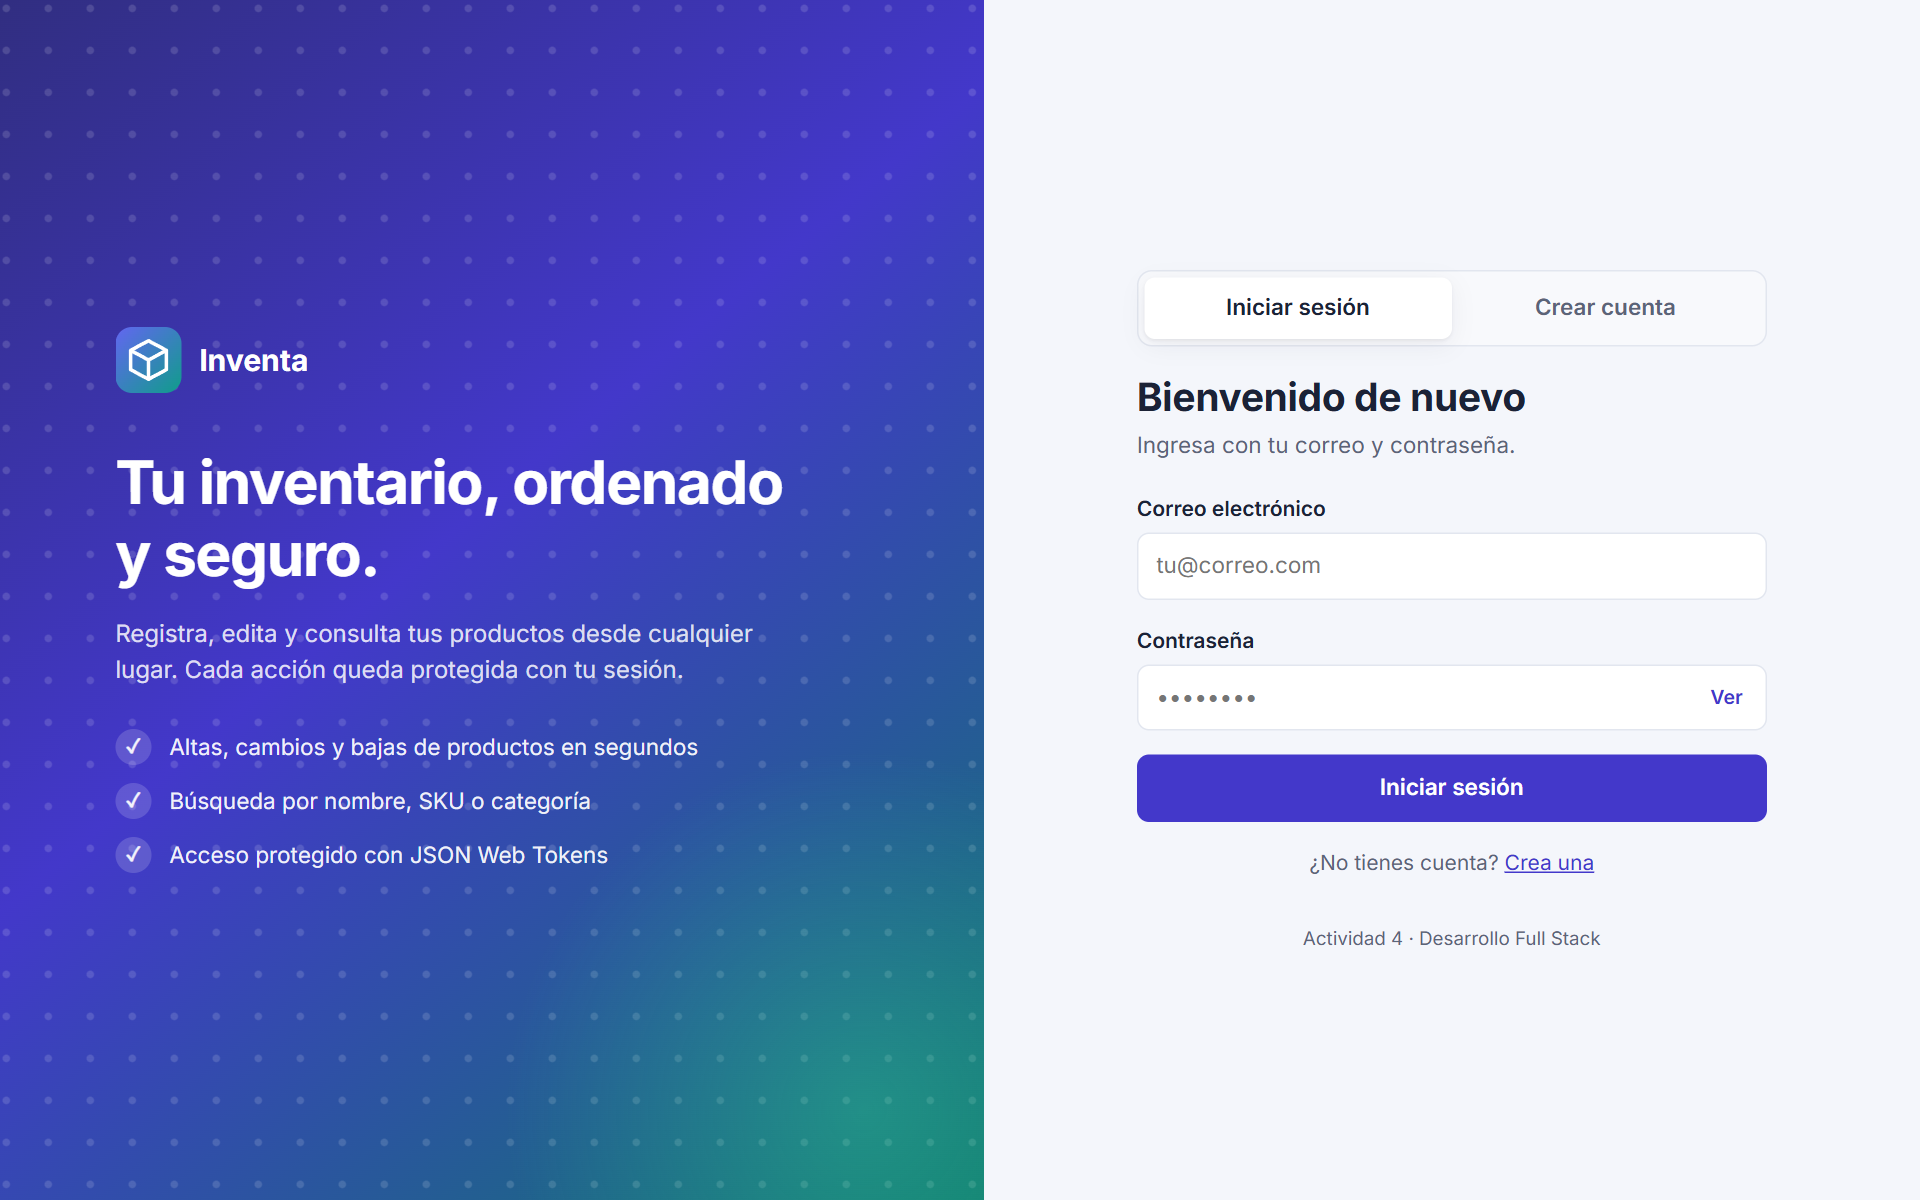 Inventa
Tu inventario, ordenado
y seguro.
Registra, edita y consulta tus productos desde cualquier
lugar. Cada acción queda protegida con tu sesión.
✓ Altas, cambios y bajas de productos en segundos
✓ Búsqueda por nombre, SKU o categoría
✓ Acceso protegido con JSON Web Tokens
Iniciar sesión Crear cuenta
Bienvenido de nuevo
Ingresa con tu correo y contraseña.
Correo electrónico
tu@correo.com
Contraseña
•••••••• Ver
Iniciar sesión
¿No tienes cuenta? Crea una
Actividad 4 · Desarrollo Full Stack